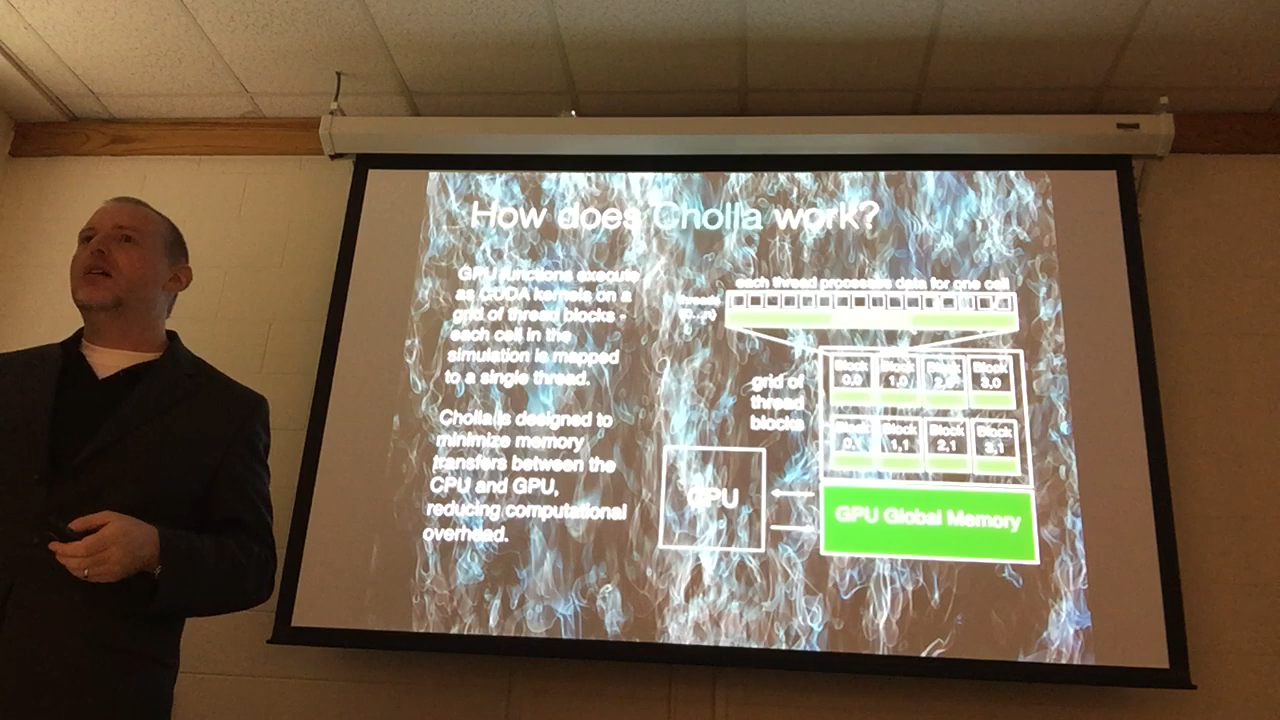 How does Cholla work?
GPU functions execute
as CUDA kernels on a
grid of thread blocks -
each cell in the
simulation is mapped
to a single thread.
Cholla is designed to
minimize memory
transfers between the
CPU and GPU,
reducing computational
overhead.
each thread processes data for one cell
grid of
thread
blocks
Block Block Block Block
0,0 1,0 2,0 3,0
Block Block Block Block
0,1 1,1 2,1 3,1
CPU
GPU Global Memory